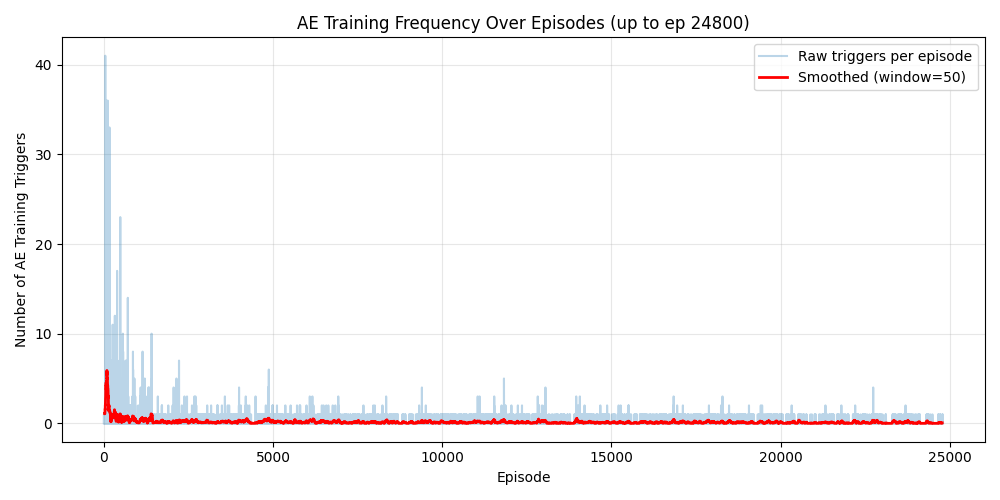 AE Training Frequency Over Episodes (up to ep 24800)
Raw triggers per episode
Smoothed (window=50)
Number of AE Training Triggers
40
30
20
10
0
0 5000 10000 15000 20000 25000
Episode